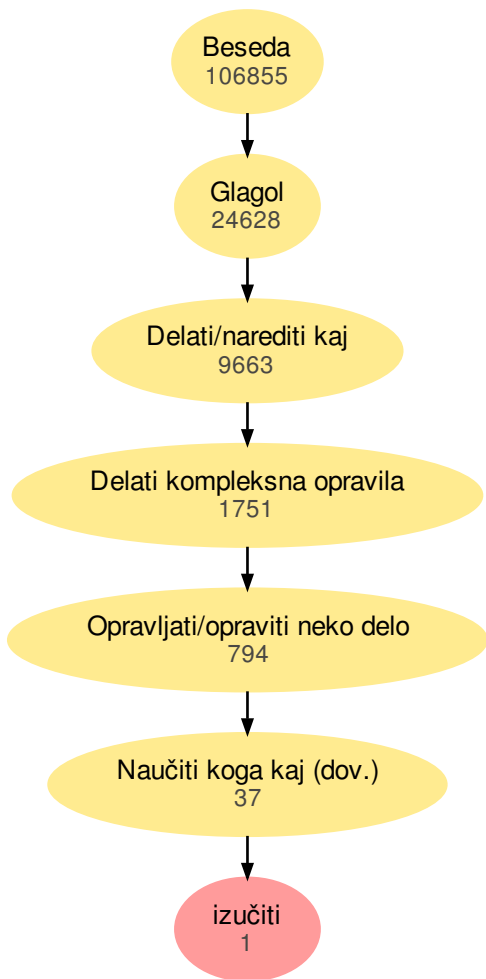 Beseda
106855
Glagol
24628
Delati/narediti kaj
9663
Delati kompleksna opravila
1751
Opravljati/opraviti neko delo
794
Naučiti koga kaj (dov.)
37
izučiti
1